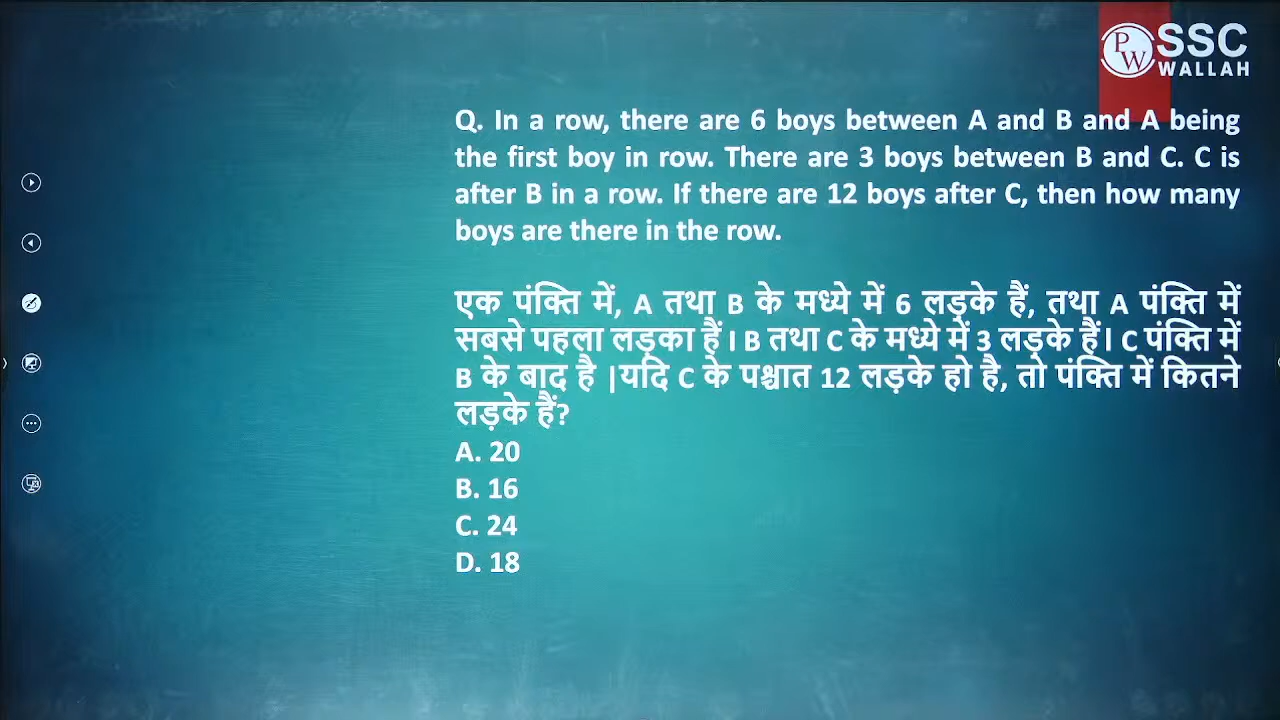 PW SSC
WALLAH
Q. In a row, there are 6 boys between A and B and A being
the first boy in row. There are 3 boys between B and C. C is
after B in a row. If there are 12 boys after C, then how many
boys are there in the row.
एक पंक्ति में, A तथा B के मध्ये में 6 लड़के हैं, तथा A पंक्ति में
सबसे पहला लड़का हैं । B तथा C के मध्ये में 3 लड़के हैं। C पंक्ति में
B के बाद है |यदि C के पश्चात 12 लड़के हो है, तो पंक्ति में कितने
लड़के हैं?
A. 20
B. 16
C. 24
D. 18